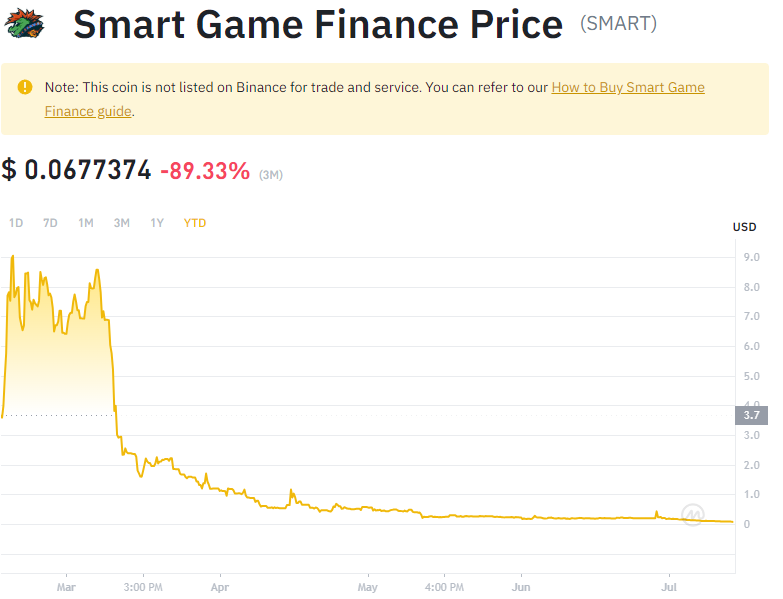 Smart Game Finance Price (SMART)
Note: This coin is not listed on Binance for trade and service. You can refer to our How to Buy Smart Game
Finance guide.
$ 0.0677374 -89.33% (3M)
1D 7D 1M 3M 1Y YTD
USD
9.0
8.0
7.0
6.0
5.0
4.0
3.7
3.0
2.0
1.0
0
Mar 3:00 PM Apr May 4:00 PM Jun Jul